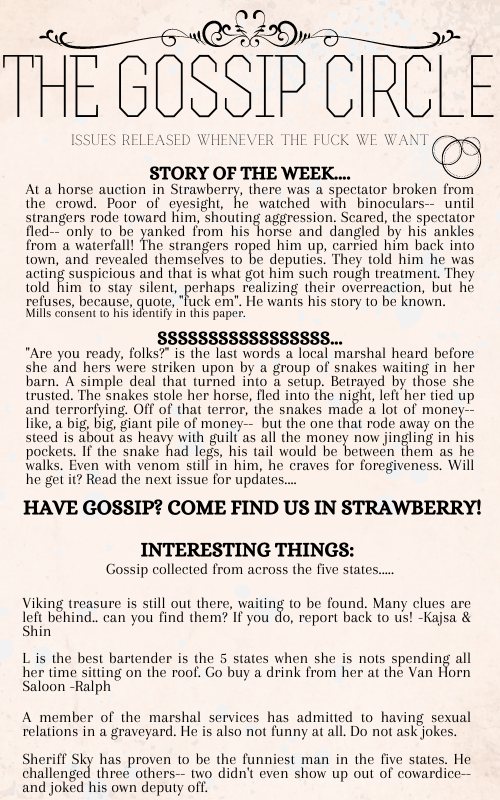 THE GOSSIP CIRCLE
ISSUES RELEASED WHENEVER THE FUCK WE WANT
STORY OF THE WEEK....
At a horse auction in Strawberry, there was a spectator broken from
the crowd. Poor of eyesight, he watched with binoculars-- until
strangers rode toward him, shouting aggression. Scared, the spectator
fled-- only to be yanked from his horse and dangled by his ankles
from a waterfall! The strangers roped him up, carried him back into
town, and revealed themselves to be deputies. They told him he was
acting suspicious and that is what got him such rough treatment. They
told him to stay silent, perhaps realizing their overreaction, but he
refuses, because, quote, "fuck em". He wants his story to be known.
Mills consent to his identify in this paper.
SSSSSSSSSSSSSSSSS...
"Are you ready, folks?" is the last words a local marshal heard before
she and hers were striken upon by a group of snakes waiting in her
barn. A simple deal that turned into a setup. Betrayed by those she
trusted. The snakes stole her horse, fled into the night, left her tied up
and terrorfying. Off of that terror, the snakes made a lot of money--
like, a big, big, giant pile of money-- but the one that rode away on the
steed is about as heavy with guilt as all the money now jingling in his
pockets. If the snake had legs, his tail would be between them as he
walks. Even with venom still in him, he craves for foregiveness. Will
he get it? Read the next issue for updates....
HAVE GOSSIP? COME FIND US IN STRAWBERRY!
INTERESTING THINGS:
Gossip collected from across the five states.....
Viking treasure is still out there, waiting to be found. Many clues are
left behind.. can you find them? If you do, report back to us! -Kajsa &
Shin
L is the best bartender is the 5 states when she is nots spending all
her time sitting on the roof. Go buy a drink from her at the Van Horn
Saloon -Ralph
A member of the marshal services has admitted to having sexual
relations in a graveyard. He is also not funny at all. Do not ask jokes.
Sheriff Sky has proven to be the funniest man in the five states. He
challenged three others-- two didn't even show up out of cowardice--
and joked his own deputy off.